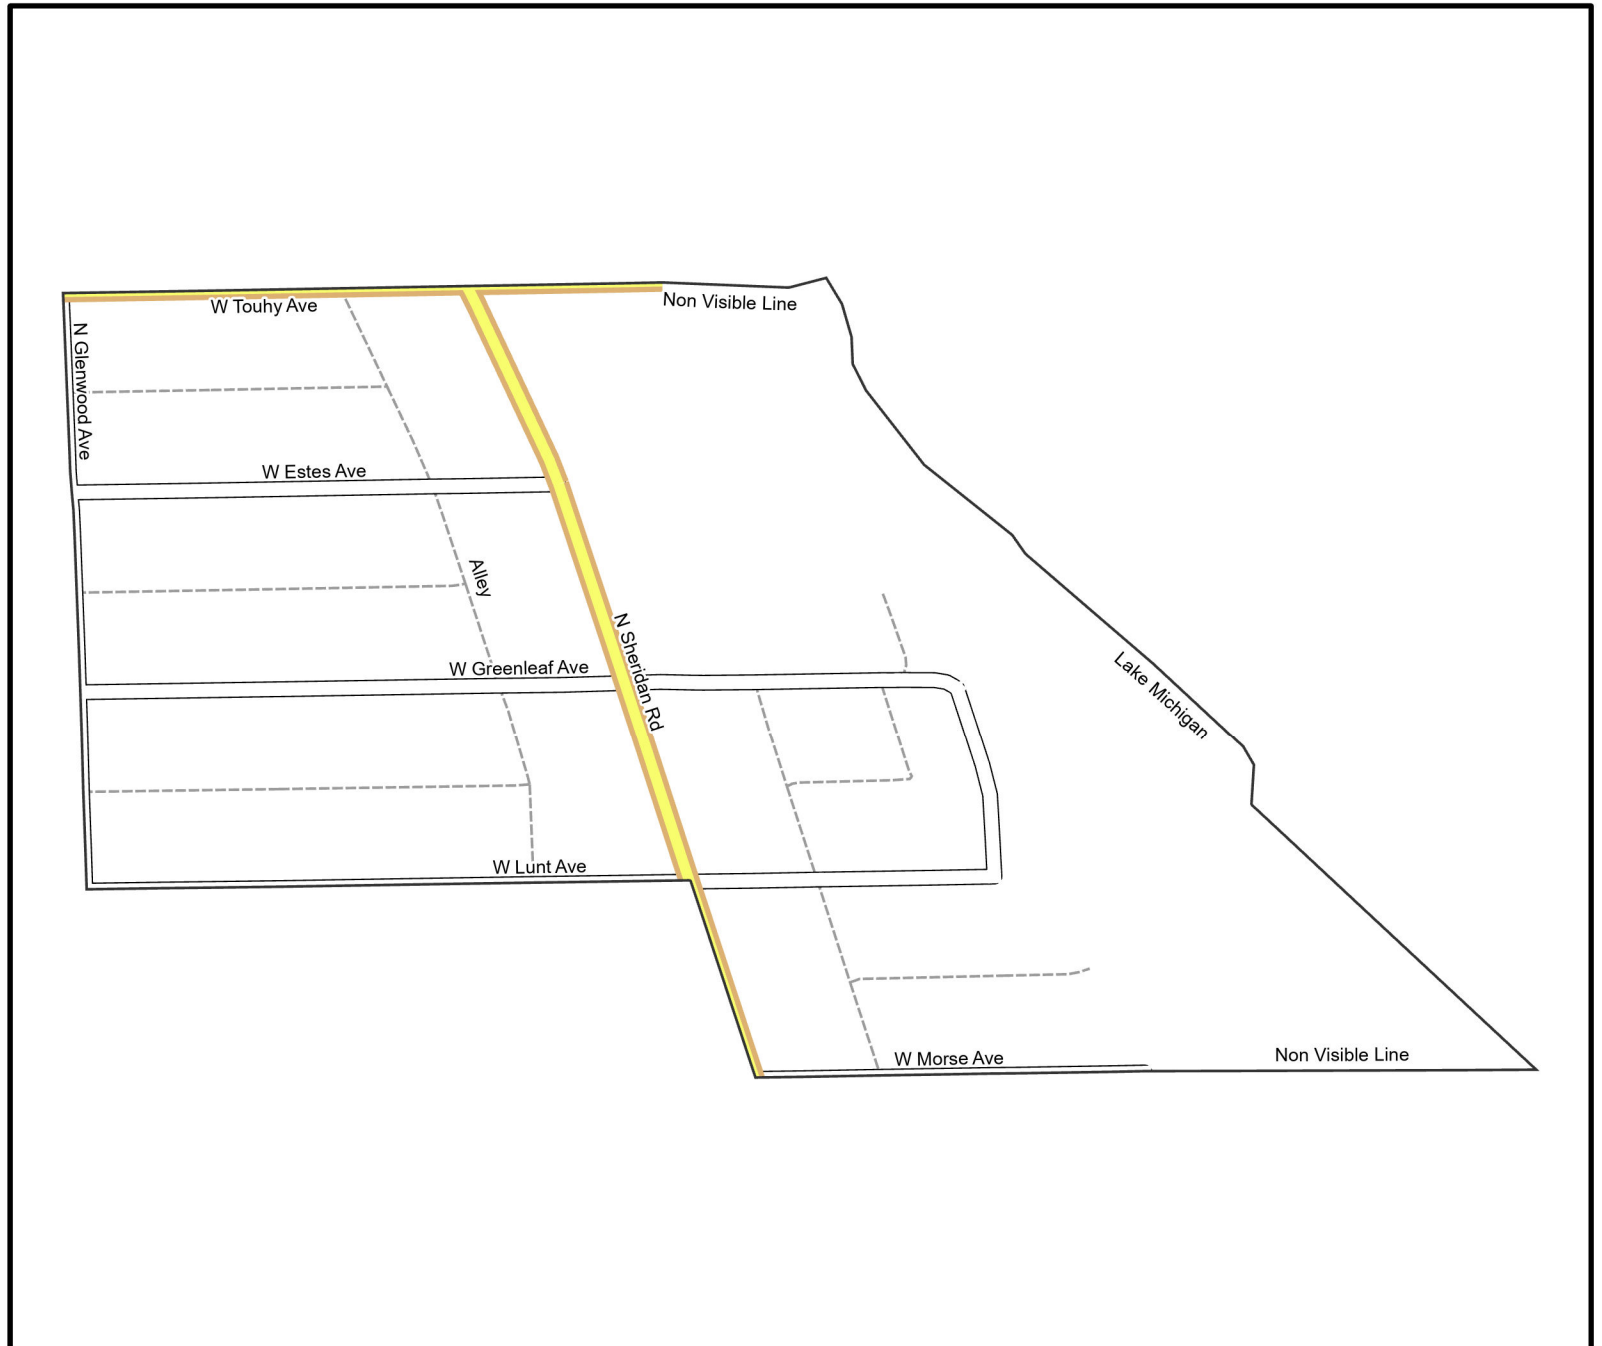 W Touhy Ave
Non Visible Line
N Glenwood Ave
W Estes Ave
Alley
N Sheridan Rd
W Greenleaf Ave
Lake Michigan
W Lunt Ave
W Morse Ave
Non Visible Line